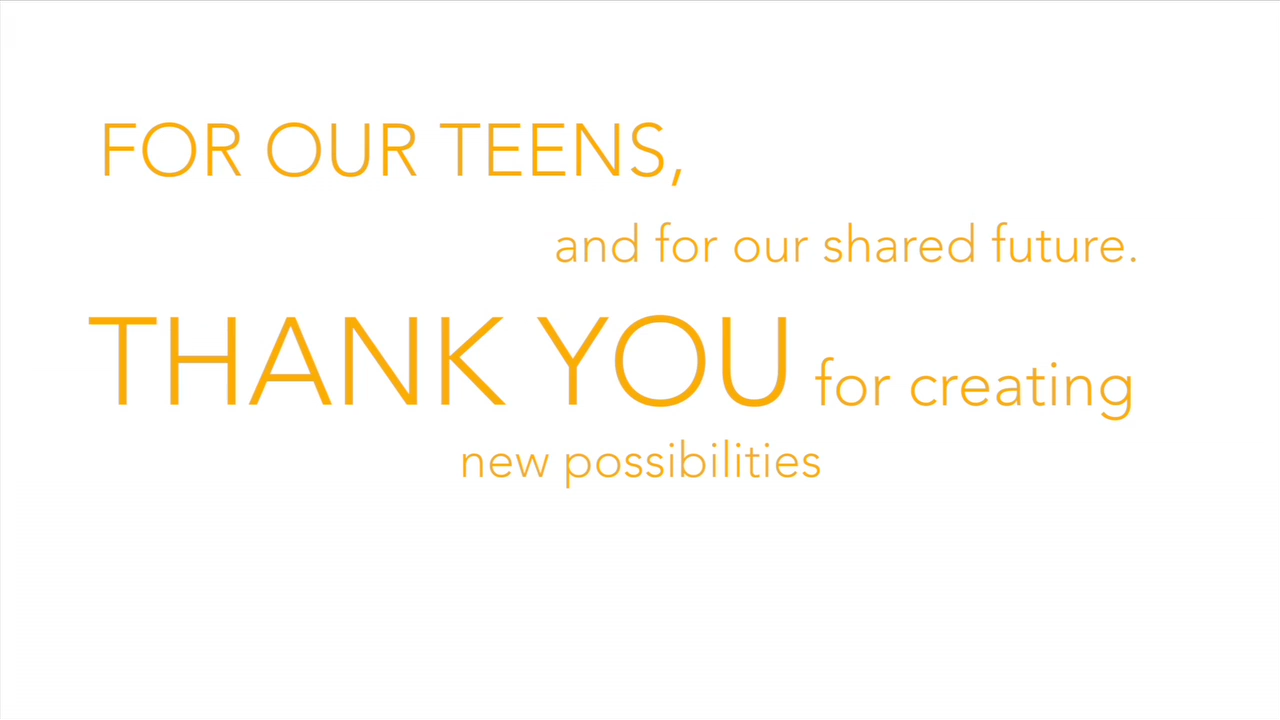 FOR OUR TEENS,
and for our shared future.
THANK YOU for creating
new possibilities